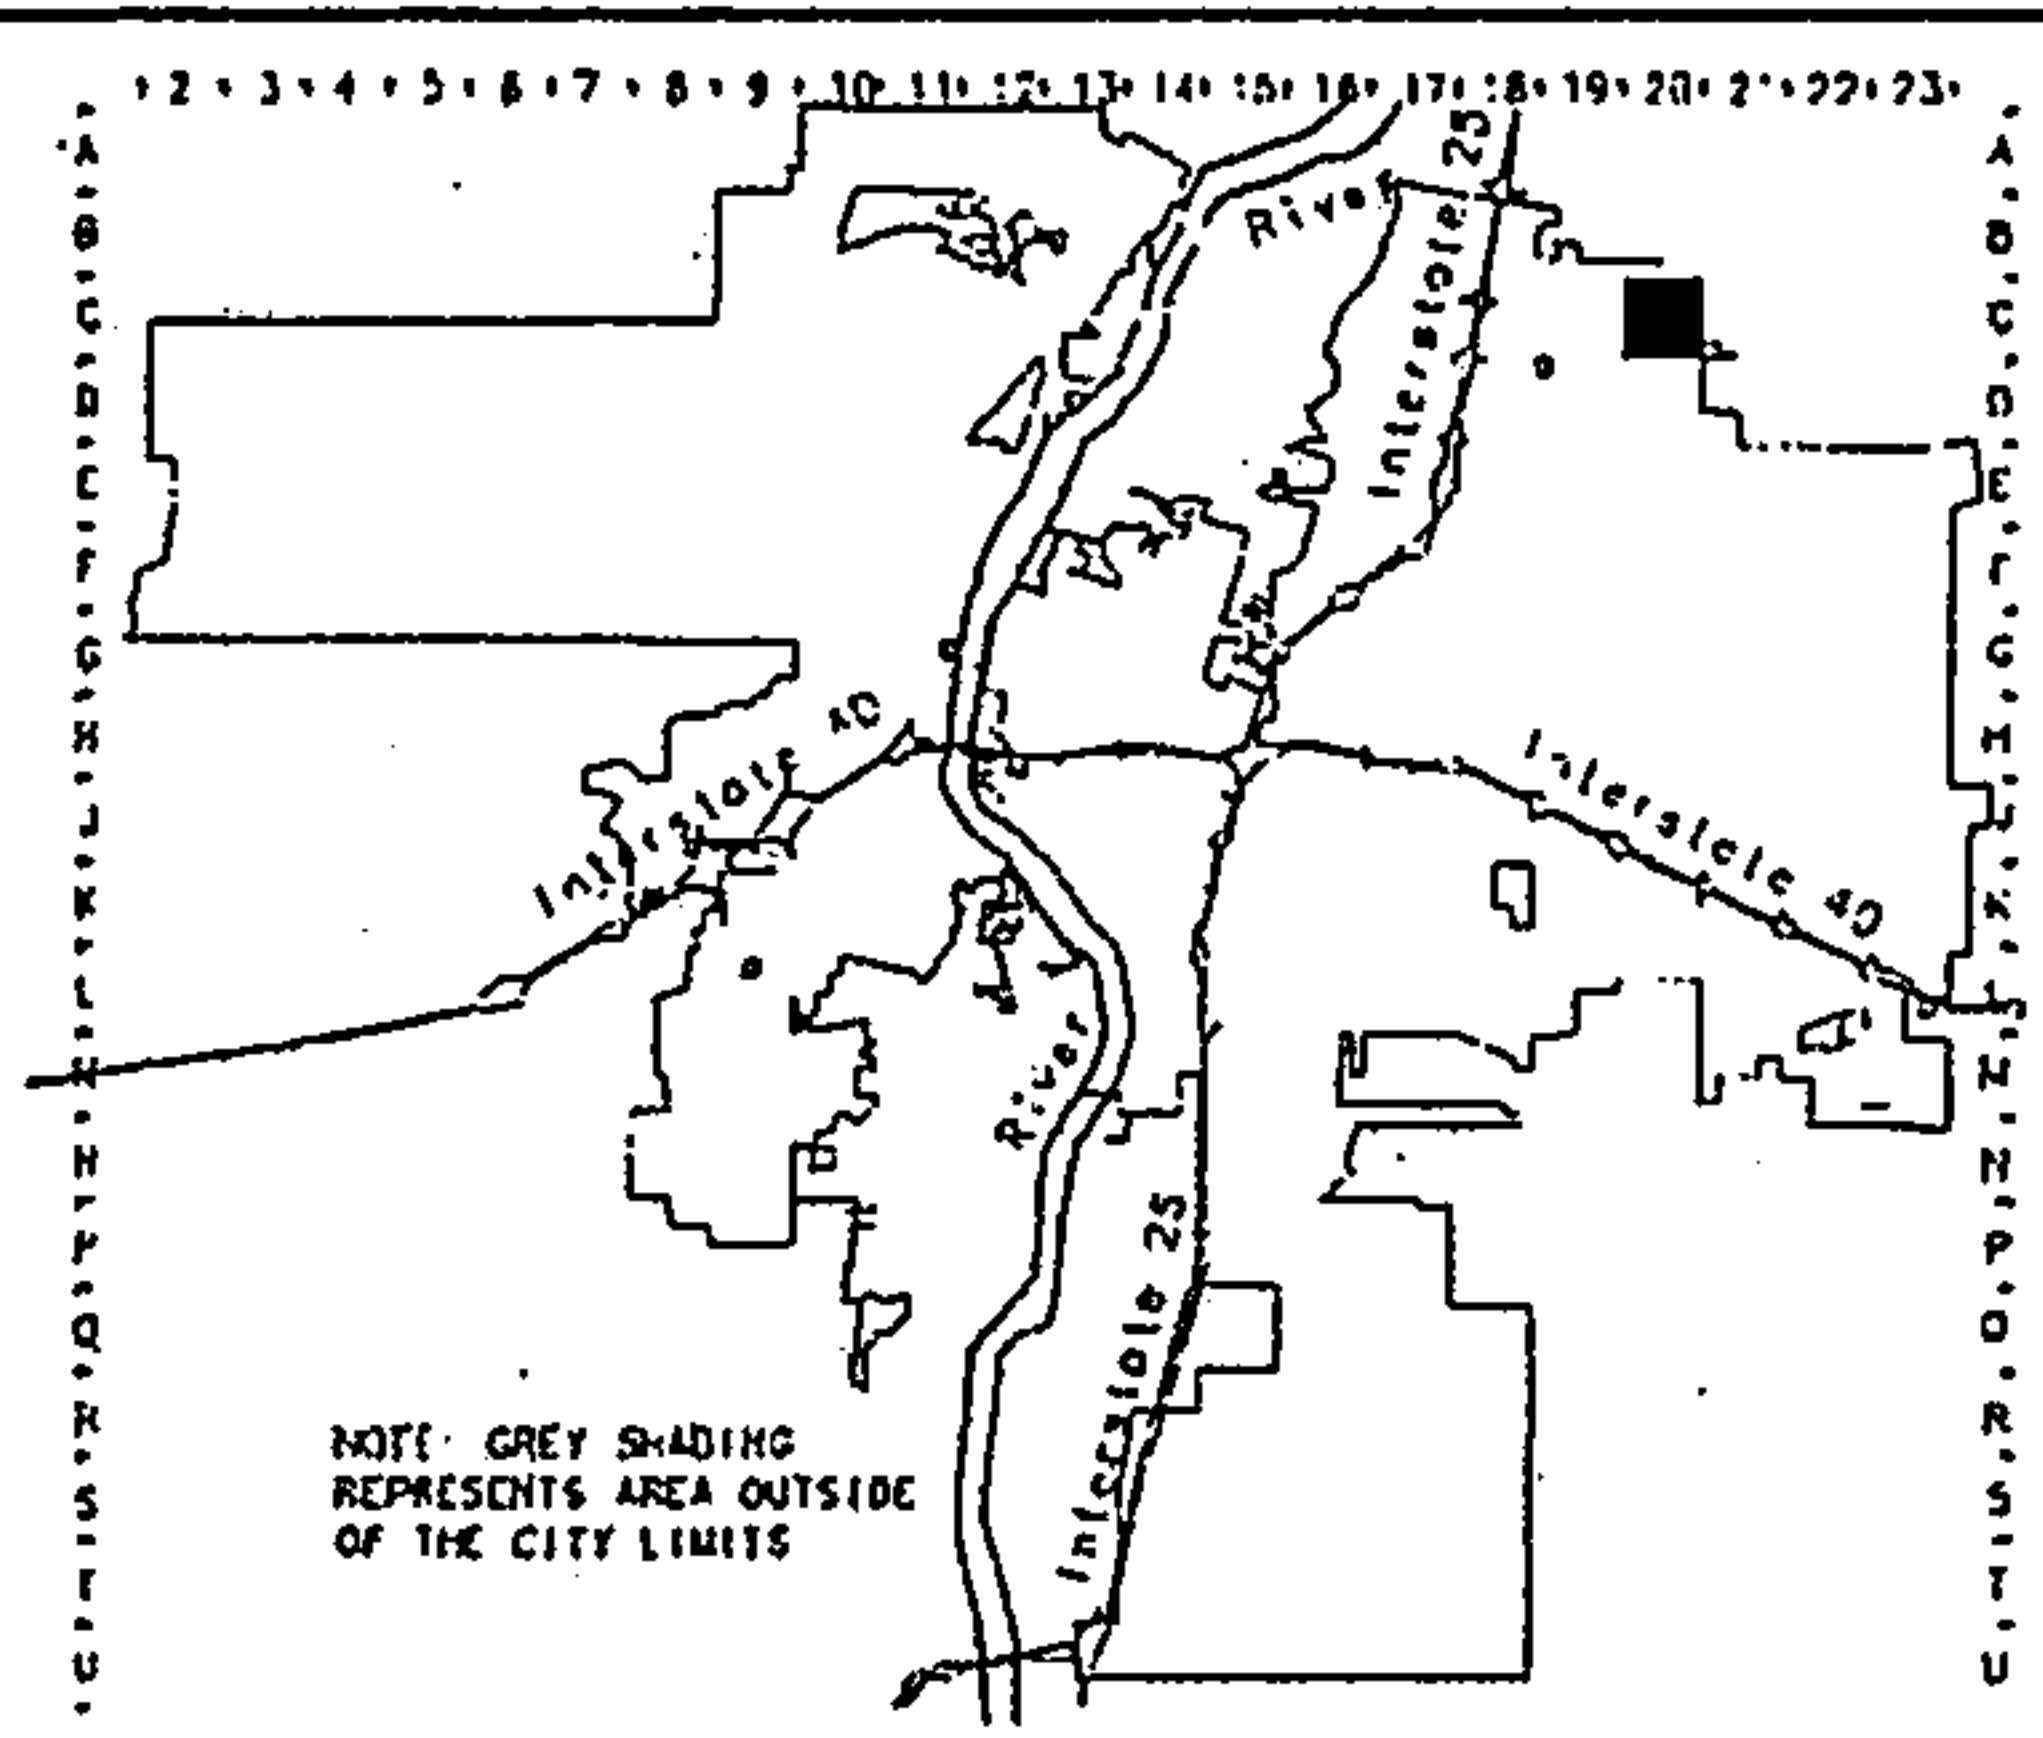 2 · 3 · 4 · 5 · 6 · 7 · 8 · 9 · 10 · 11 · 12 · 13 · 14 · 15 · 16 · 17 · 18 · 19 · 20 · 21 · 22 · 23 ·
A
B
C
D
E
F
G
H
J
K
L
M
N
P
Q
R
S
T
U
River
Interstate 25
Interstate 40
Interstate 40
River
Interstate 25
NOTE: GREY SHADING
REPRESENTS AREA OUTSIDE
OF THE CITY LIMITS
A
B
C
D
E
F
G
H
J
K
L
M
N
P
Q
R
S
T
U